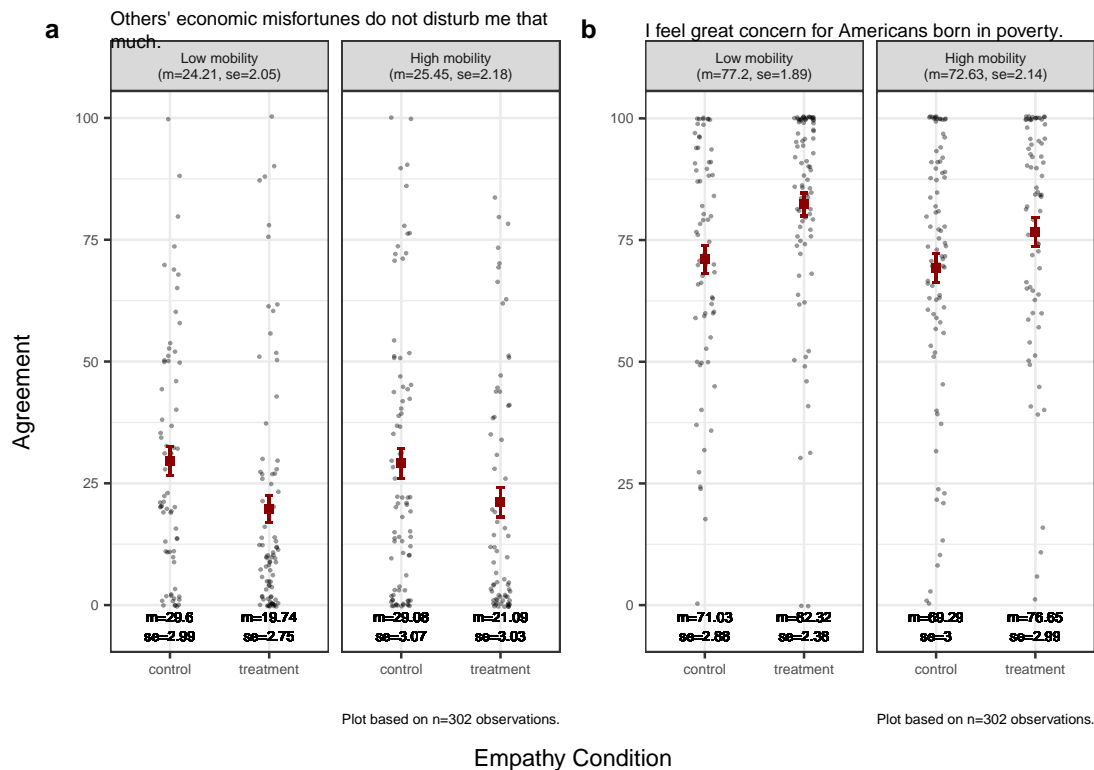 a
Others' economic misfortunes do not disturb me that
much.
Low mobility
(m=24.21, se=2.05)
High mobility
(m=25.45, se=2.18)
100
75
50
25
0
m=29.6
se=2.99
m=19.74
se=2.75
m=29.08
se=3.07
m=21.09
se=3.03
control
treatment
control
treatment
Plot based on n=302 observations.
b
I feel great concern for Americans born in poverty.
Low mobility
(m=77.2, se=1.89)
High mobility
(m=72.63, se=2.14)
100
75
50
25
0
m=71.03
se=2.88
m=82.32
se=2.38
m=69.29
se=3
m=76.65
se=2.99
control
treatment
control
treatment
Plot based on n=302 observations.
Agreement
Empathy Condition